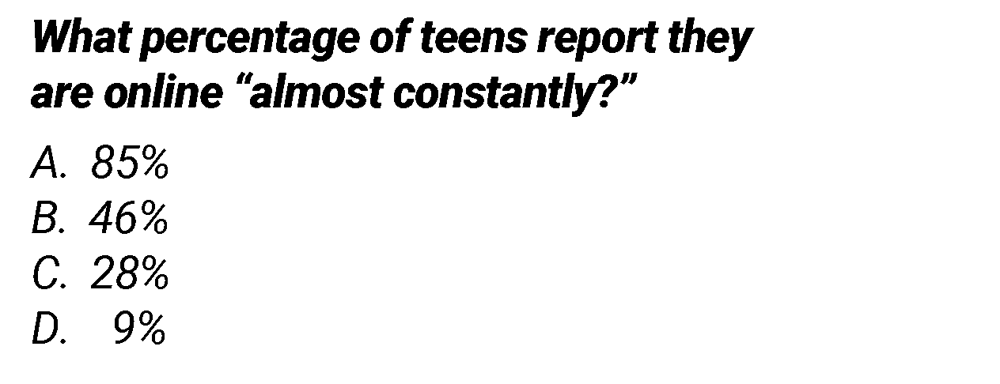 What percentage of teens report they
are online “almost constantly?”
A. 85%
B. 46%
C. 28%
D. 9%